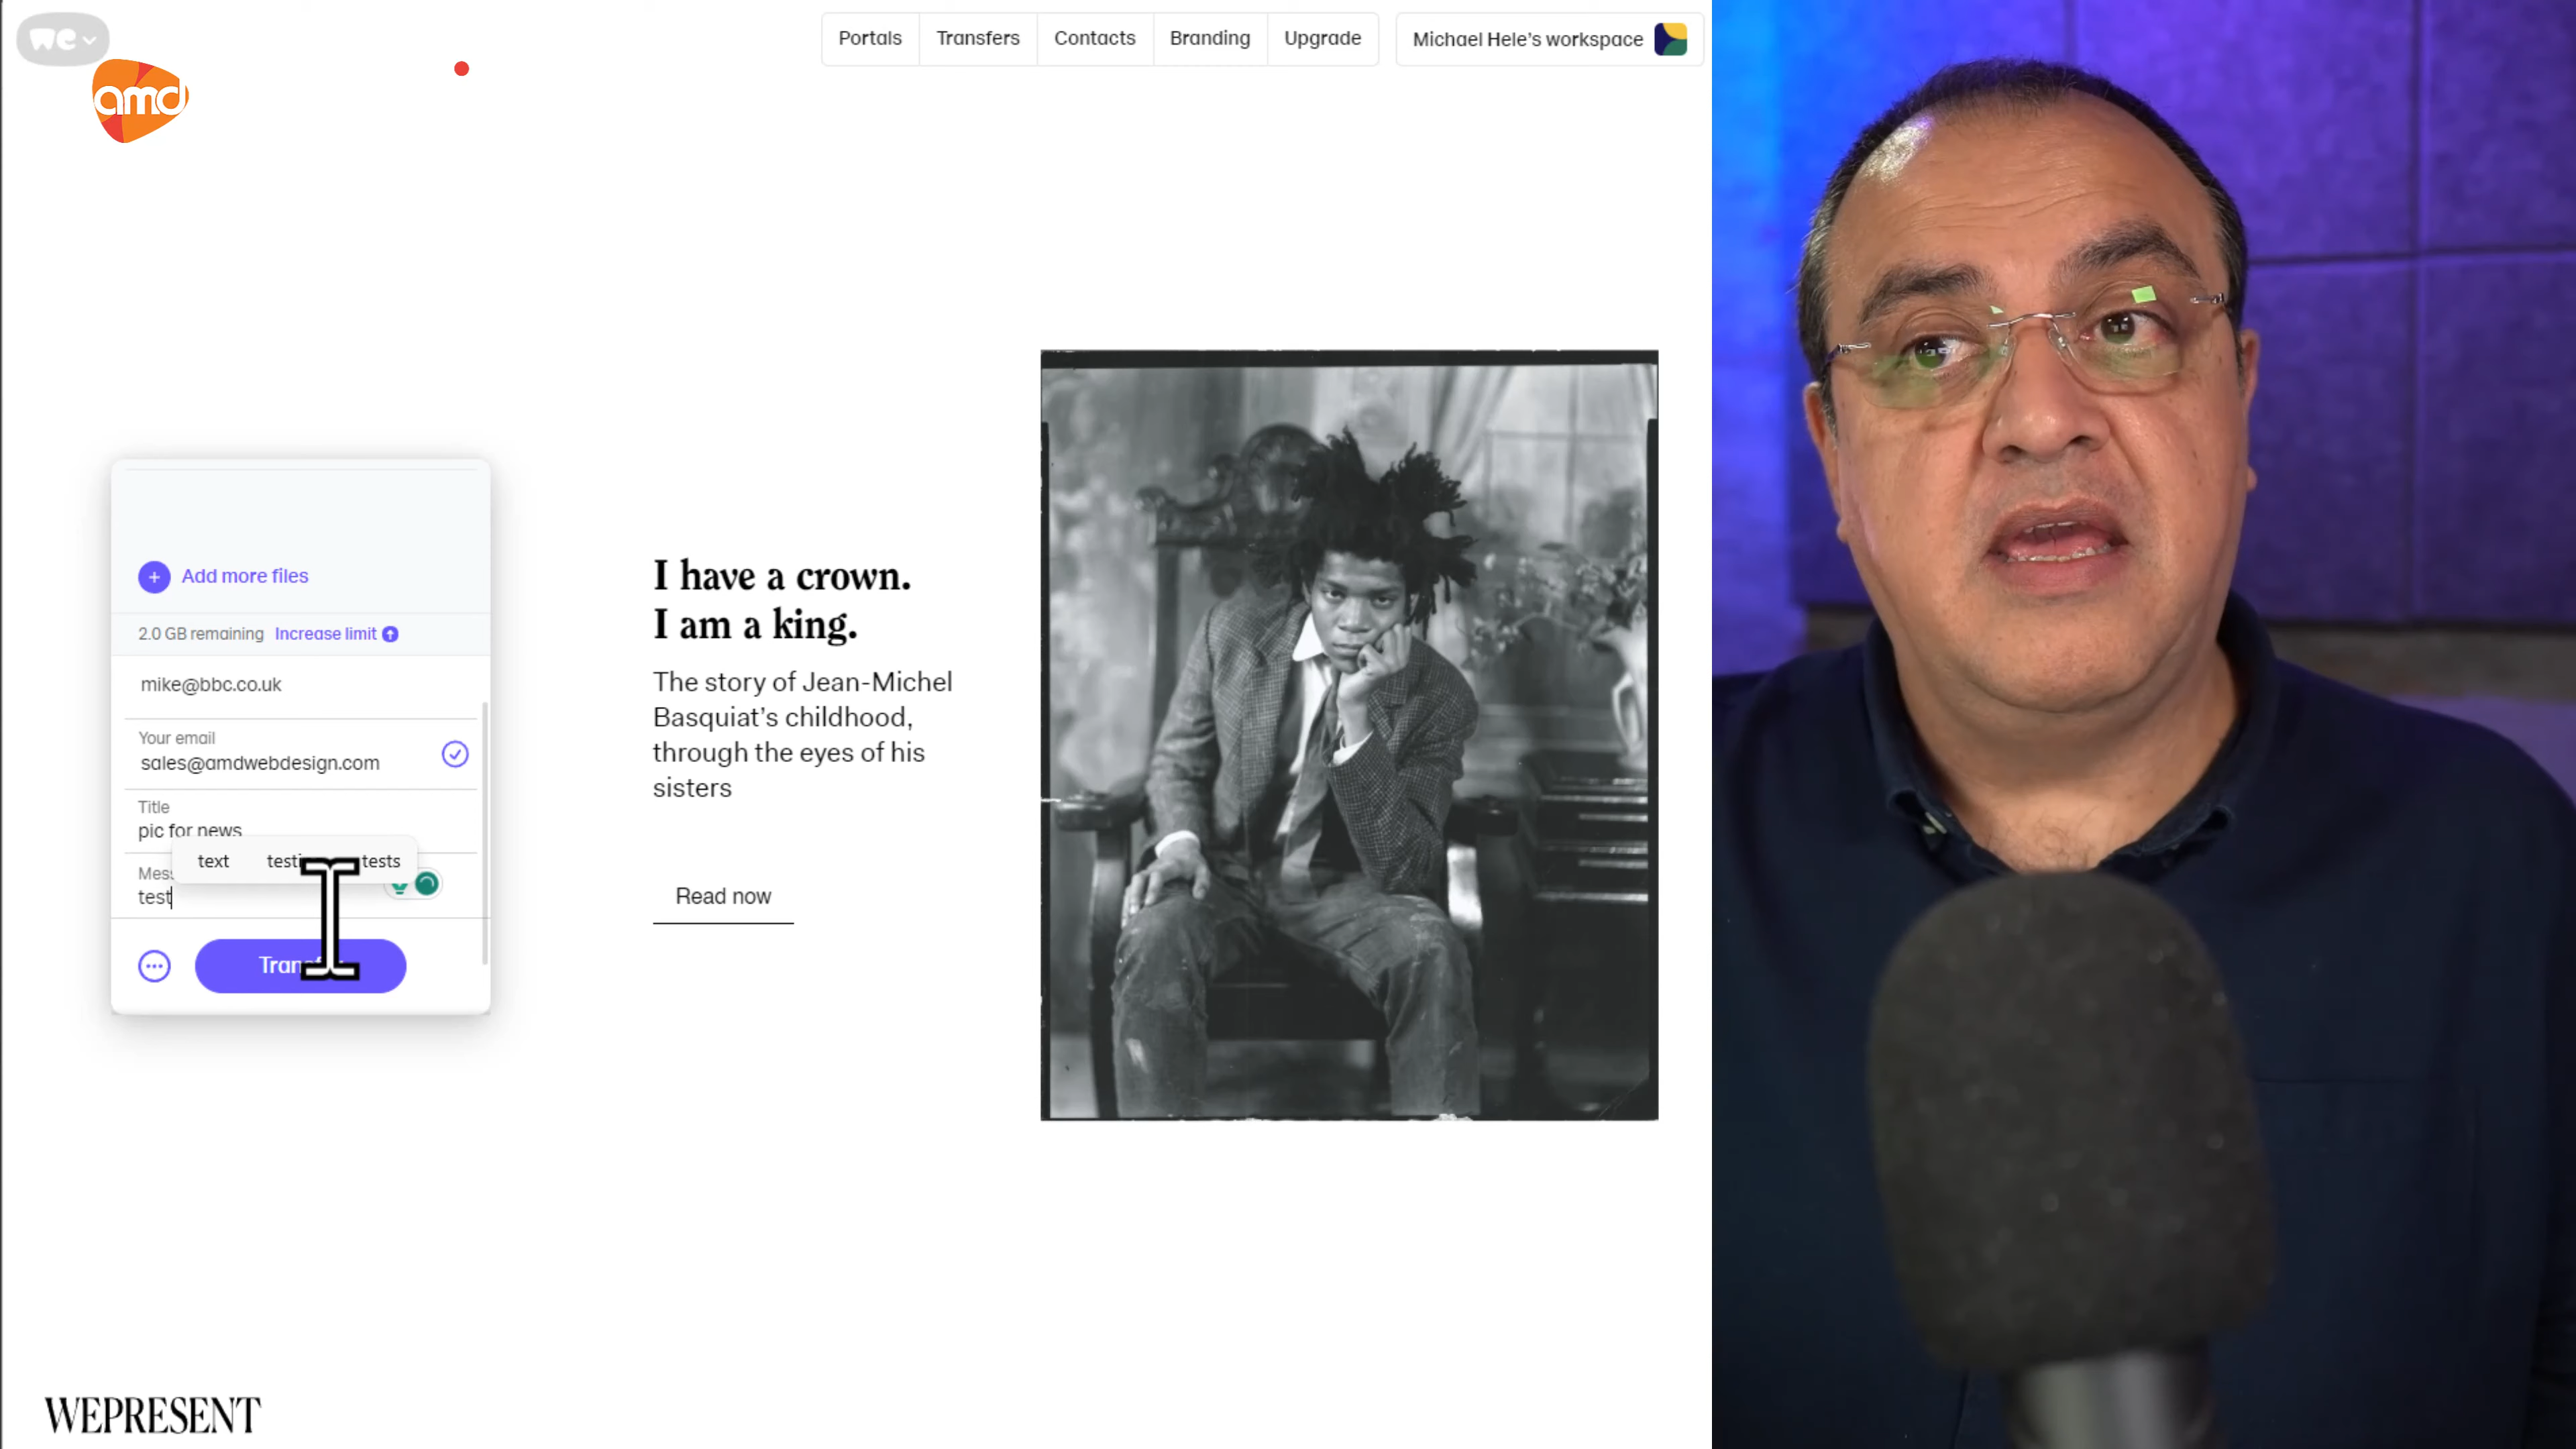 we
amd
Portals
Transfers
Contacts
Branding
Upgrade
Michael Hele's workspace
Add more files
2.0 GB remaining Increase limit
mike@bbc.co.uk
Your email
sales@amdwebdesign.com
Title
pic for news
text tests
test
I have a crown.
I am a king.
The story of Jean-Michel
Basquiat's childhood,
through the eyes of his
sisters
Read now
WEPRESENT